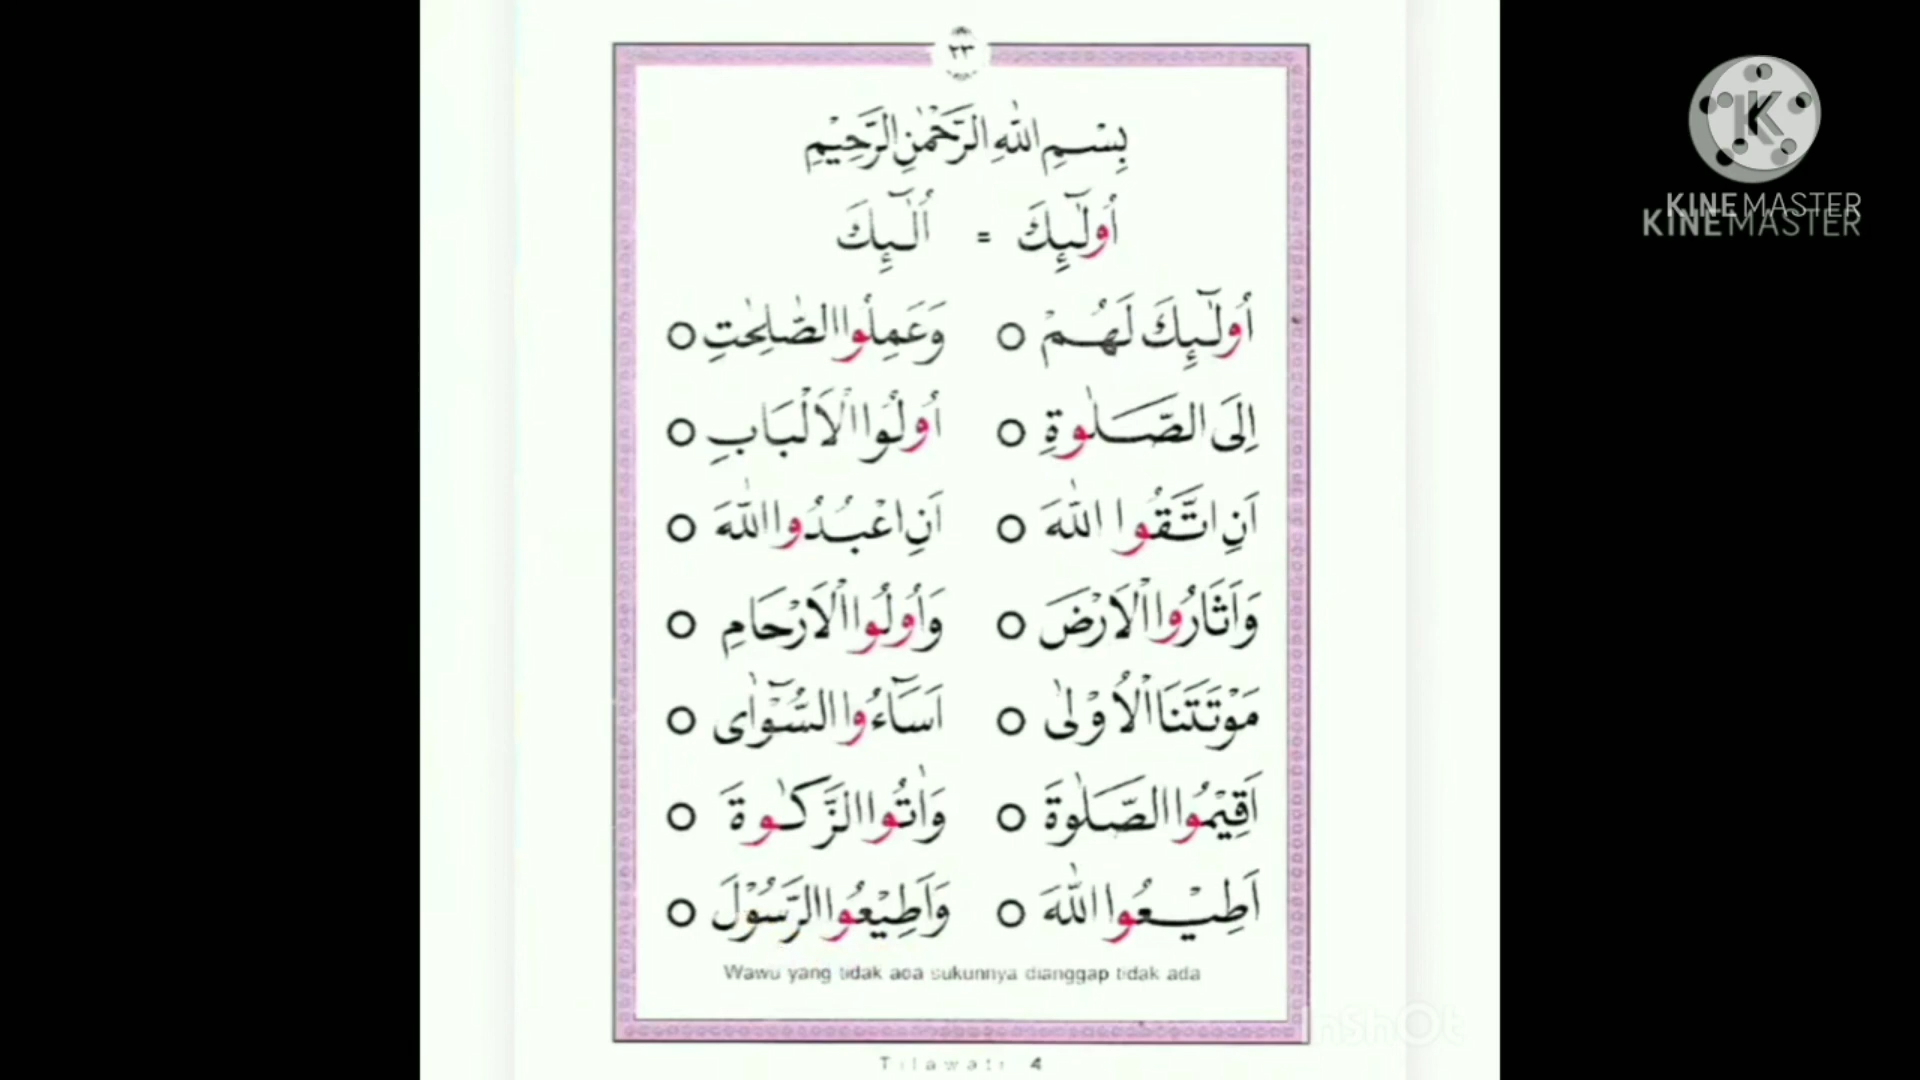 ٢٣
بِسْمِ اللّٰهِ الرَّحْمٰنِ الرَّحِيْمِ
اُولٰٓئِكَ = اُلٰٓئِكَ
اُولٰٓئِكَ لَهُمْ ○ وَعَمِلُوا الصّٰلِحٰتِ ○
اِلَى الصَّلٰوةِ ○ اُولُوا الْاَلْبَابِ ○
اَنِ اتَّقُوا اللّٰهَ ○ اَنِ اعْبُدُوا اللّٰهَ ○
وَاَثَارُوا الْاَرْضَ ○ وَاُولُوا الْاَرْحَامِ ○
مَوْتَتَنَا الْاُوْلٰى ○ اَسَآءُوا السُّوْٓاٰى ○
اَقِيْمُوا الصَّلٰوةَ ○ وَاٰتُوا الزَّكٰوةَ ○
اَطِيْعُوا اللّٰهَ ○ وَاَطِيْعُوا الرَّسُوْلَ ○
Wawu yang tidak ada sukunnya dianggap tidak ada
Tilawati 4
KINEMASTER
KINEMASTER